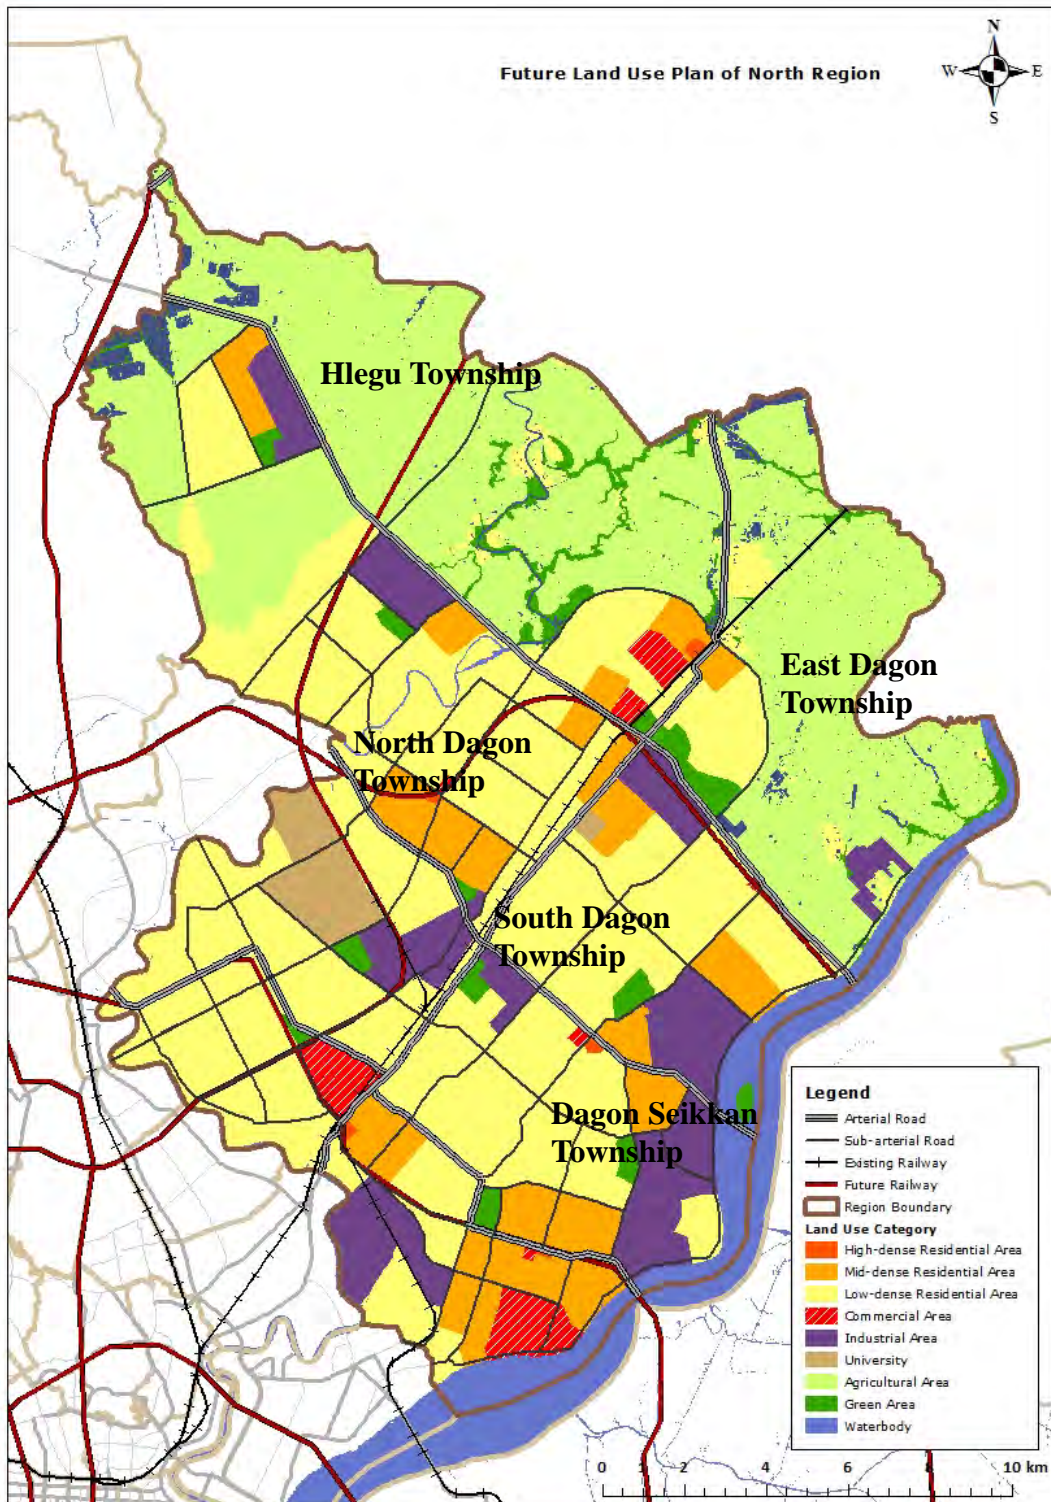 Future Land Use Plan of North Region
N
W
E
S
Hlegu Township
East Dagon
Township
North Dagon
Township
South Dagon
Township
Dagon Seikkan
Township
Legend
Arterial Road
Sub-arterial Road
Existing Railway
Future Railway
Region Boundary
Land Use Category
High-dense Residential Area
Mid-dense Residential Area
Low-dense Residential Area
Commercial Area
Industrial Area
University
Agricultural Area
Green Area
Waterbody
0 2 4 6 8 10 km